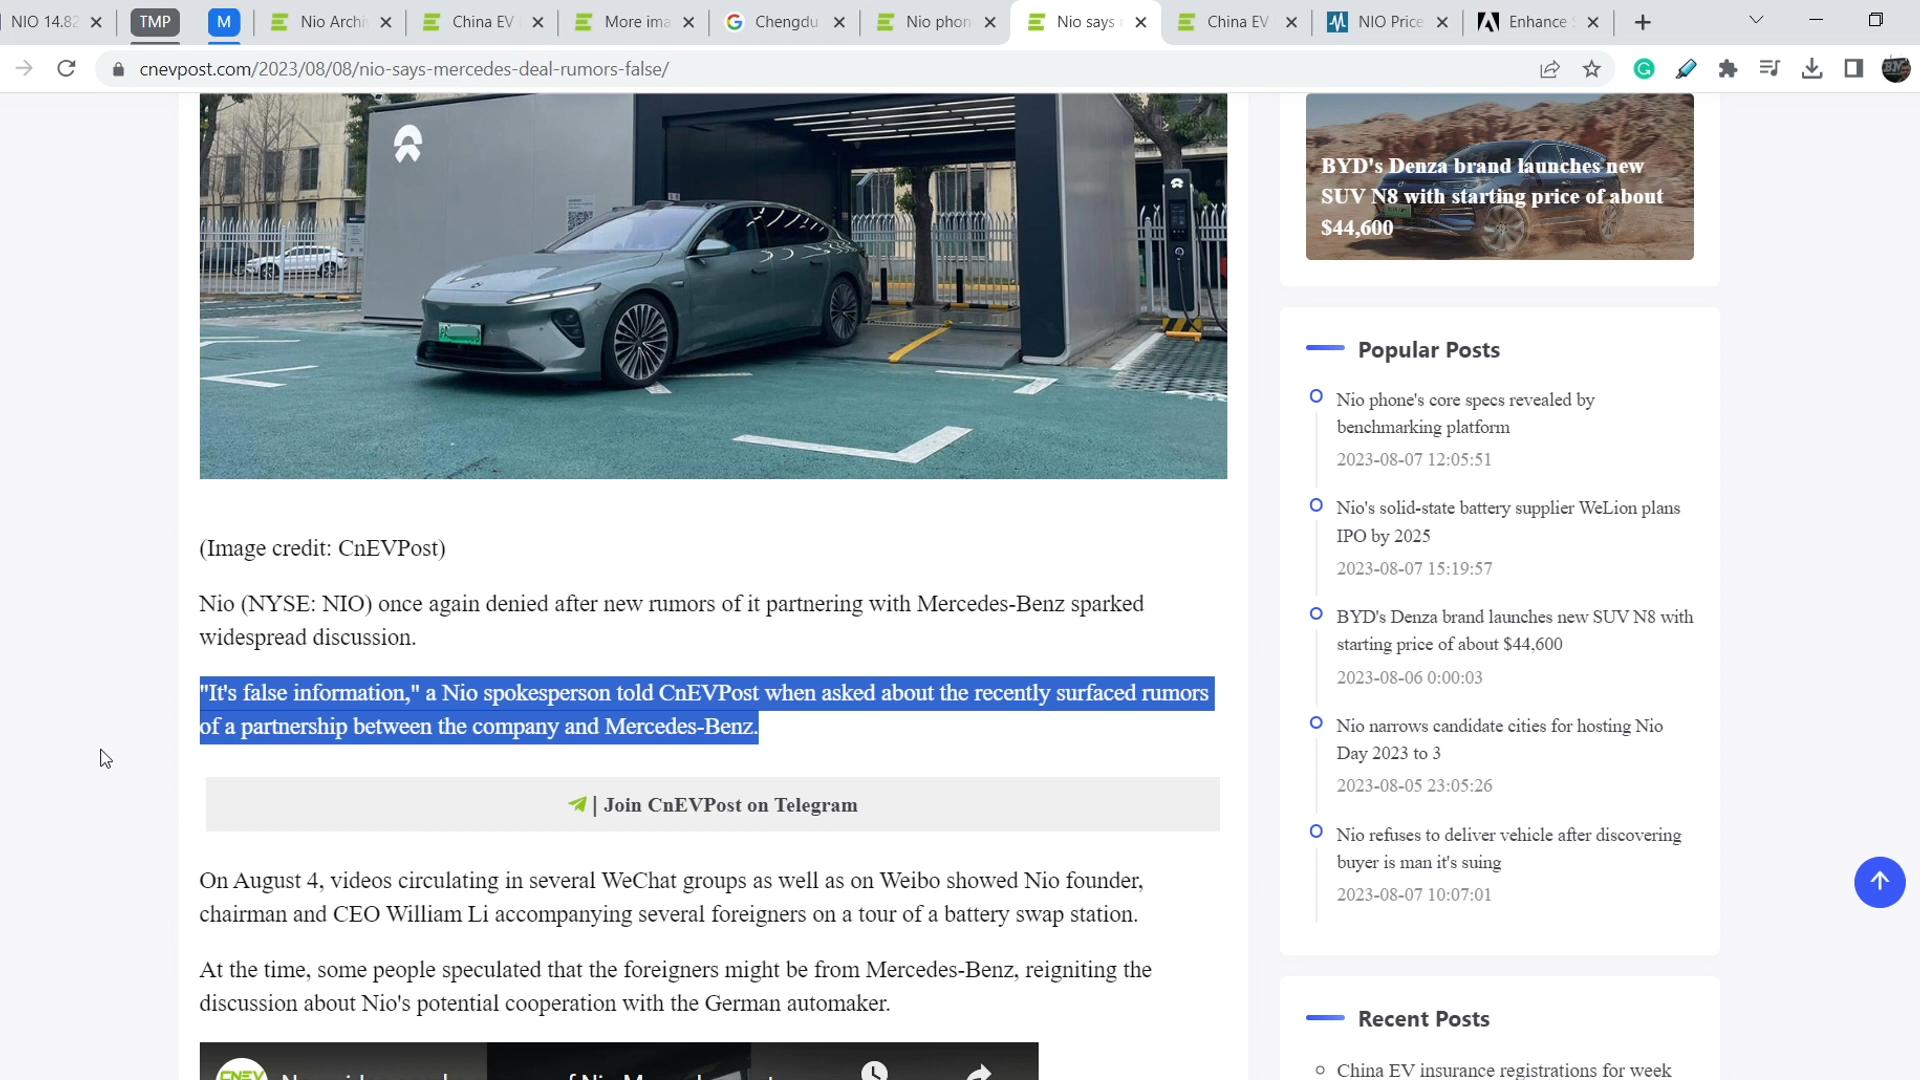 NIO 14.82
TMP
M
Nio Archi
China EV
More ima
Chengdu
Nio phon
Nio says
China EV
NIO Price
Enhance S
cnevpost.com/2023/08/08/nio-says-mercedes-deal-rumors-false/
BYD's Denza brand launches new
SUV N8 with starting price of about
$44,600
Popular Posts
Nio phone's core specs revealed by
benchmarking platform
2023-08-07 12:05:51
Nio's solid-state battery supplier WeLion plans
IPO by 2025
2023-08-07 15:19:57
BYD's Denza brand launches new SUV N8 with
starting price of about $44,600
2023-08-06 0:00:03
Nio narrows candidate cities for hosting Nio
Day 2023 to 3
2023-08-05 23:05:26
Nio refuses to deliver vehicle after discovering
buyer is man it's suing
2023-08-07 10:07:01
Recent Posts
China EV insurance registrations for week
(Image credit: CnEVPost)
Nio (NYSE: NIO) once again denied after new rumors of it partnering with Mercedes-Benz sparked
widespread discussion.
"It's false information," a Nio spokesperson told CnEVPost when asked about the recently surfaced rumors
of a partnership between the company and Mercedes-Benz.
| Join CnEVPost on Telegram
On August 4, videos circulating in several WeChat groups as well as on Weibo showed Nio founder,
chairman and CEO William Li accompanying several foreigners on a tour of a battery swap station.
At the time, some people speculated that the foreigners might be from Mercedes-Benz, reigniting the
discussion about Nio's potential cooperation with the German automaker.
CNEV